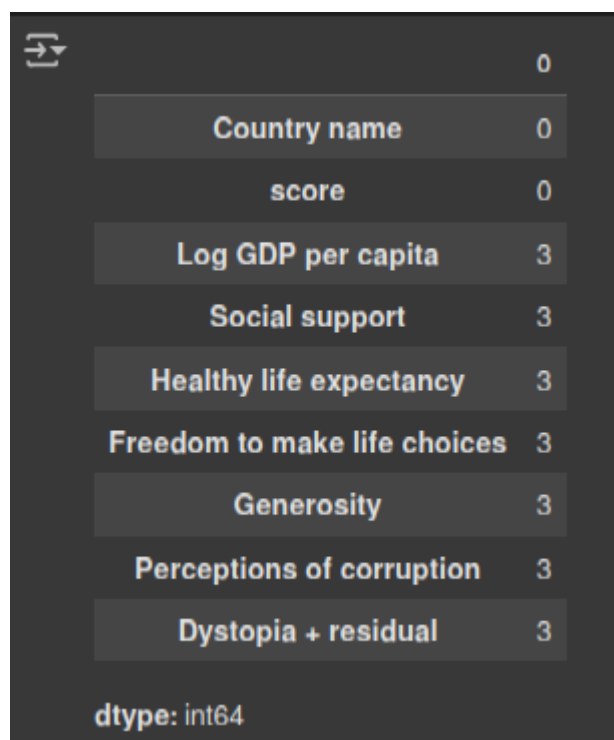 0
Country name 0
score 0
Log GDP per capita 3
Social support 3
Healthy life expectancy 3
Freedom to make life choices 3
Generosity 3
Perceptions of corruption 3
Dystopia + residual 3
dtype: int64